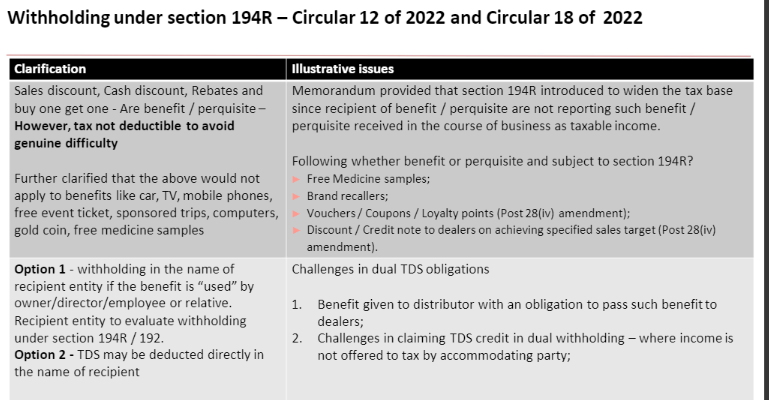 Withholding under section 194R – Circular 12 of 2022 and Circular 18 of 2022
Clarification
Illustrative issues
Sales discount, Cash discount, Rebates and
buy one get one - Are benefit / perquisite –
However, tax not deductible to avoid
genuine difficulty
Further clarified that the above would not
apply to benefits like car, TV, mobile phones,
free event ticket, sponsored trips, computers,
gold coin, free medicine samples
Memorandum provided that section 194R introduced to widen the tax base
since recipient of benefit / perquisite are not reporting such benefit /
perquisite received in the course of business as taxable income.
Following whether benefit or perquisite and subject to section 194R?
Free Medicine samples;
Brand recallers;
Vouchers / Coupons / Loyalty points (Post 28(iv) amendment);
Discount / Credit note to dealers on achieving specified sales target (Post 28(iv)
amendment).
Option 1 - withholding in the name of
recipient entity if the benefit is “used” by
owner/director/employee or relative.
Recipient entity to evaluate withholding
under section 194R / 192.
Option 2 - TDS may be deducted directly in
the name of recipient
Challenges in dual TDS obligations
1. Benefit given to distributor with an obligation to pass such benefit to
dealers;
2. Challenges in claiming TDS credit in dual withholding – where income is
not offered to tax by accommodating party;